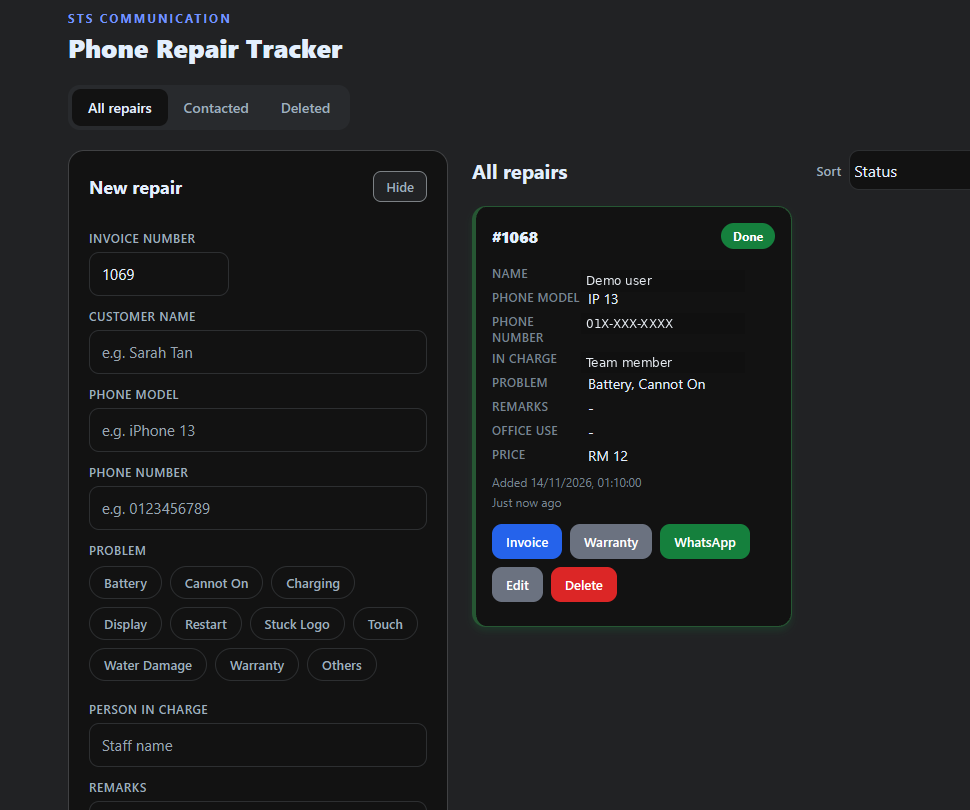 STS COMMUNICATION
Phone Repair Tracker
All repairs Contacted Deleted
New repair Hide
INVOICE NUMBER
1069
CUSTOMER NAME
e.g. Sarah Tan
PHONE MODEL
e.g. iPhone 13
PHONE NUMBER
e.g. 0123456789
PROBLEM
Battery Cannot On Charging
Display Restart Stuck Logo Touch
Water Damage Warranty Others
PERSON IN CHARGE
Staff name
REMARKS
All repairs Sort Status
#1068 Done
NAME Demo user
PHONE MODEL IP 13
PHONE NUMBER 01X-XXX-XXXX
IN CHARGE Team member
PROBLEM Battery, Cannot On
REMARKS -
OFFICE USE -
PRICE RM 12
Added 14/11/2026, 01:10:00
Just now ago
Invoice Warranty WhatsApp
Edit Delete